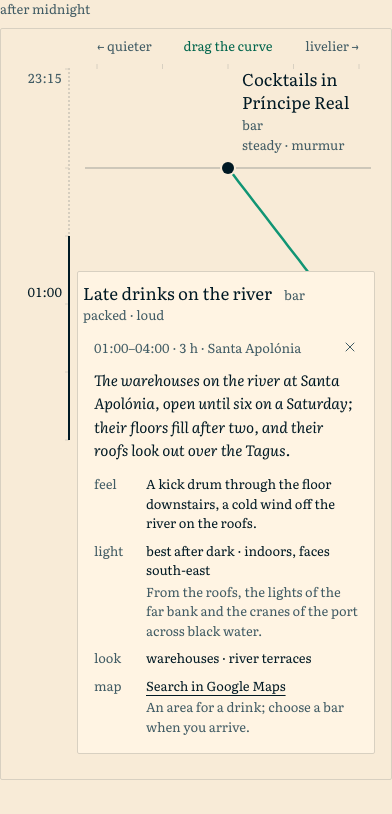 after midnight
← quieter drag the curve livelier →
23:15
Cocktails in
Príncipe Real
bar
steady · murmur
01:00
Late drinks on the river bar
packed · loud
01:00–04:00 · 3 h · Santa Apolónia ×
The warehouses on the river at Santa
Apolónia, open until six on a Saturday;
their floors fill after two, and their
roofs look out over the Tagus.
feel A kick drum through the floor
downstairs, a cold wind off the
river on the roofs.
light best after dark · indoors, faces
south-east
From the roofs, the lights of the
far bank and the cranes of the port
across black water.
look warehouses · river terraces
map Search in Google Maps
An area for a drink; choose a bar
when you arrive.